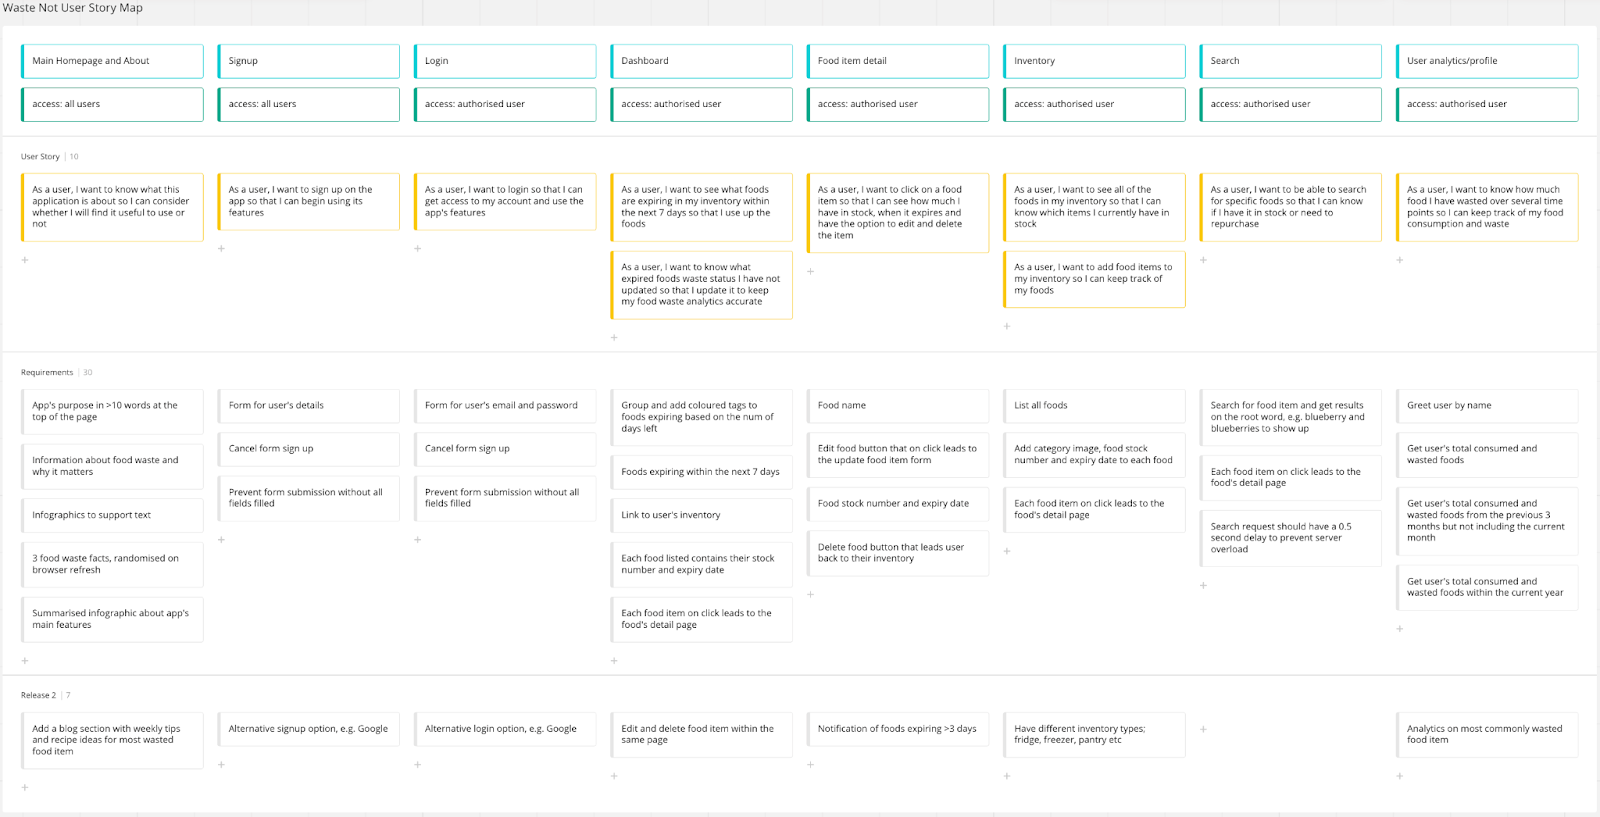 Waste Not User Story Map
Main Homepage and About
Signup
Login
Dashboard
Food item detail
Inventory
Search
User analytics/profile
access: all users
access: all users
access: authorised user
access: authorised user
access: authorised user
access: authorised user
access: authorised user
access: authorised user
User Story | 10
As a user, I want to know what this
application is about so I can consider
whether I will find it useful to use or
not
As a user, I want to sign up on the
app so that I can begin using its
features
As a user, I want to login so that I can
get access to my account and use the
app's features
As a user, I want to see what foods
are expiring in my inventory within
the next 7 days so that I use up the
foods
As a user, I want to know what
expired foods waste status I have not
updated so that I update it to keep
my food waste analytics accurate
As a user, I want to click on a food
item so that I can see how much I
have in stock, when it expires and
have the option to edit and delete
the item
As a user, I want to see all of the
foods in my inventory so that I can
know which items I currently have in
stock
As a user, I want to add food items to
my inventory so I can keep track of
my foods
As a user, I want to be able to search
for specific foods so that I can know
if I have it in stock or need to
repurchase
As a user, I want to know how much
food I have wasted over several time
points so I can keep track of my food
consumption and waste
Requirements | 30
App's purpose in >10 words at the
top of the page
Information about food waste and
why it matters
Infographics to support text
3 food waste facts, randomised on
browser refresh
Summarised infographic about app's
main features
Form for user's details
Cancel form sign up
Prevent form submission without all
fields filled
Form for user's email and password
Cancel form sign up
Prevent form submission without all
fields filled
Group and add coloured tags to
foods expiring based on the num of
days left
Foods expiring within the next 7 days
Link to user's inventory
Each food listed contains their stock
number and expiry date
Each food item on click leads to the
food's detail page
Food name
Edit food button that on click leads to
the update food item form
Food stock number and expiry date
Delete food button that leads user
back to their inventory
List all foods
Add category image, food stock
number and expiry date to each food
Each food item on click leads to the
food's detail page
Search for food item and get results
on the root word, e.g. blueberry and
blueberries to show up
Each food item on click leads to the
food's detail page
Search request should have a 0.5
second delay to prevent server
overload
Greet user by name
Get user's total consumed and
wasted foods
Get user's total consumed and
wasted foods from the previous 3
months but not including the current
month
Get user's total consumed and
wasted foods within the current year
Release 2 | 7
Add a blog section with weekly tips
and recipe ideas for most wasted
food item
Alternative signup option, e.g. Google
Alternative login option, e.g. Google
Edit and delete food item within the
same page
Notification of foods expiring >3 days
Have different inventory types;
fridge, freezer, pantry etc
Analytics on most commonly wasted
food item